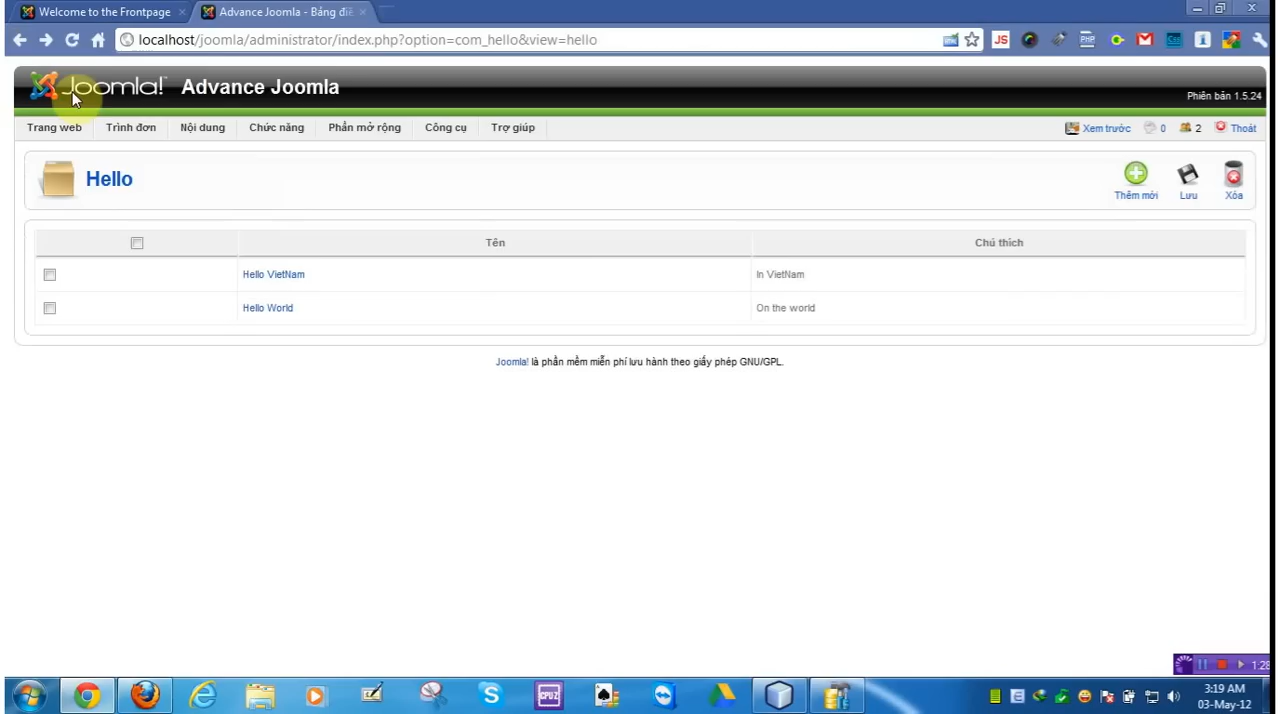 Welcome to the Frontpage
Advance Joomla - Bảng điề
localhost/joomla/administrator/index.php?option=com_hello&view=hello
Joomla! Advance Joomla
Phiên bản 1.5.24
Trang web Trình đơn Nội dung Chức năng Phần mở rộng Công cụ Trợ giúp
Xem trước 0 2 Thoát
Hello
Thêm mới Lưu Xóa
Tên Chú thích
Hello VietNam In VietNam
Hello World On the world
Joomla! là phần mềm miễn phí lưu hành theo giấy phép GNU/GPL.
1:28
3:19 AM
03-May-12